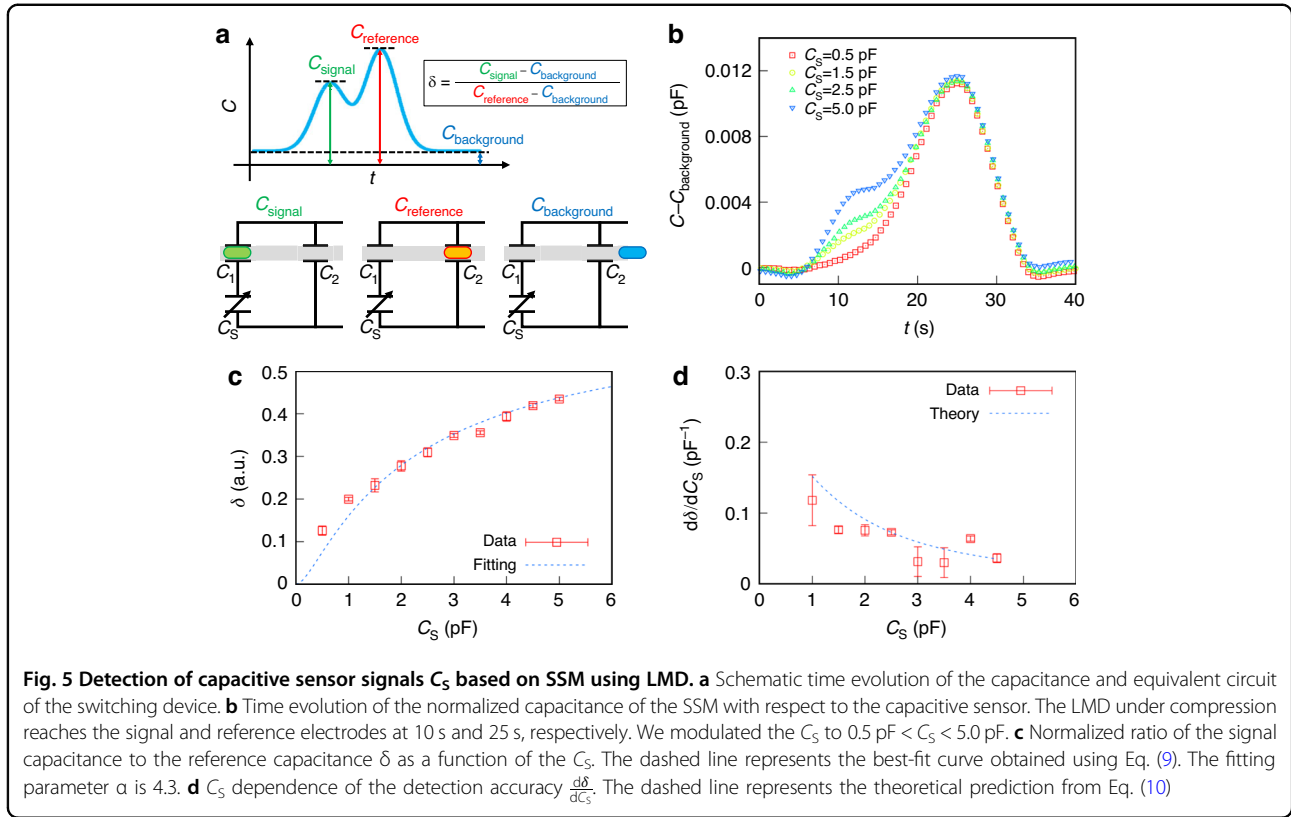 a
C_reference
C_signal
δ = (C_signal – C_background) / (C_reference – C_background)
C_background
C
t
C_signal C_reference C_background
C_1 C_2 C_1 C_2 C_1 C_2
C_S C_S C_S
b
C_S=0.5 pF
C_S=1.5 pF
C_S=2.5 pF
C_S=5.0 pF
C–C_background (pF)
0.012
0.008
0.004
0
0 10 20 30 40
t (s)
c
δ (a.u.)
0.5
0.4
0.3
0.2
0.1
0
Data
Fitting
0 1 2 3 4 5 6
C_S (pF)
d
dδ/dC_S (pF⁻¹)
0.3
0.2
0.1
0
Data
Theory
0 1 2 3 4 5 6
C_S (pF)
Fig. 5 Detection of capacitive sensor signals C_S based on SSM using LMD. a Schematic time evolution of the capacitance and equivalent circuit
of the switching device. b Time evolution of the normalized capacitance of the SSM with respect to the capacitive sensor. The LMD under compression
reaches the signal and reference electrodes at 10 s and 25 s, respectively. We modulated the C_S to 0.5 pF < C_S < 5.0 pF. c Normalized ratio of the signal
capacitance to the reference capacitance δ as a function of the C_S. The dashed line represents the best-fit curve obtained using Eq. (9). The fitting
parameter α is 4.3. d C_S dependence of the detection accuracy dδ/dC_S. The dashed line represents the theoretical prediction from Eq. (10)